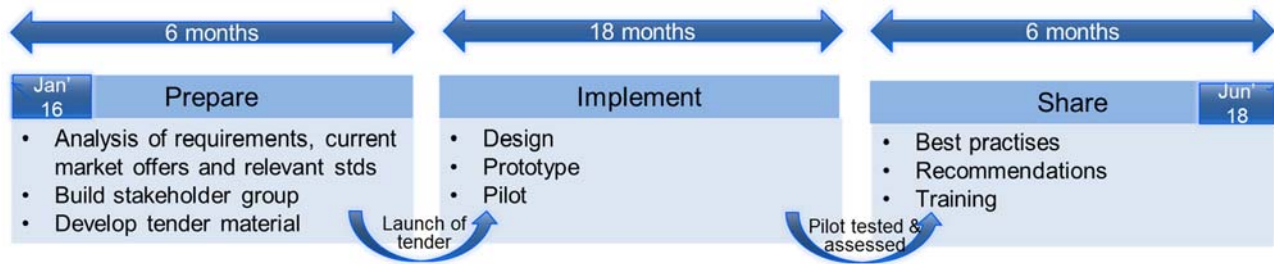 6 months
18 months
6 months
Jan'
16
Prepare
• Analysis of requirements, current
market offers and relevant stds
• Build stakeholder group
• Develop tender material
Launch of
tender
Implement
• Design
• Prototype
• Pilot
Pilot tested &
assessed
Share
Jun'
18
• Best practises
• Recommendations
• Training